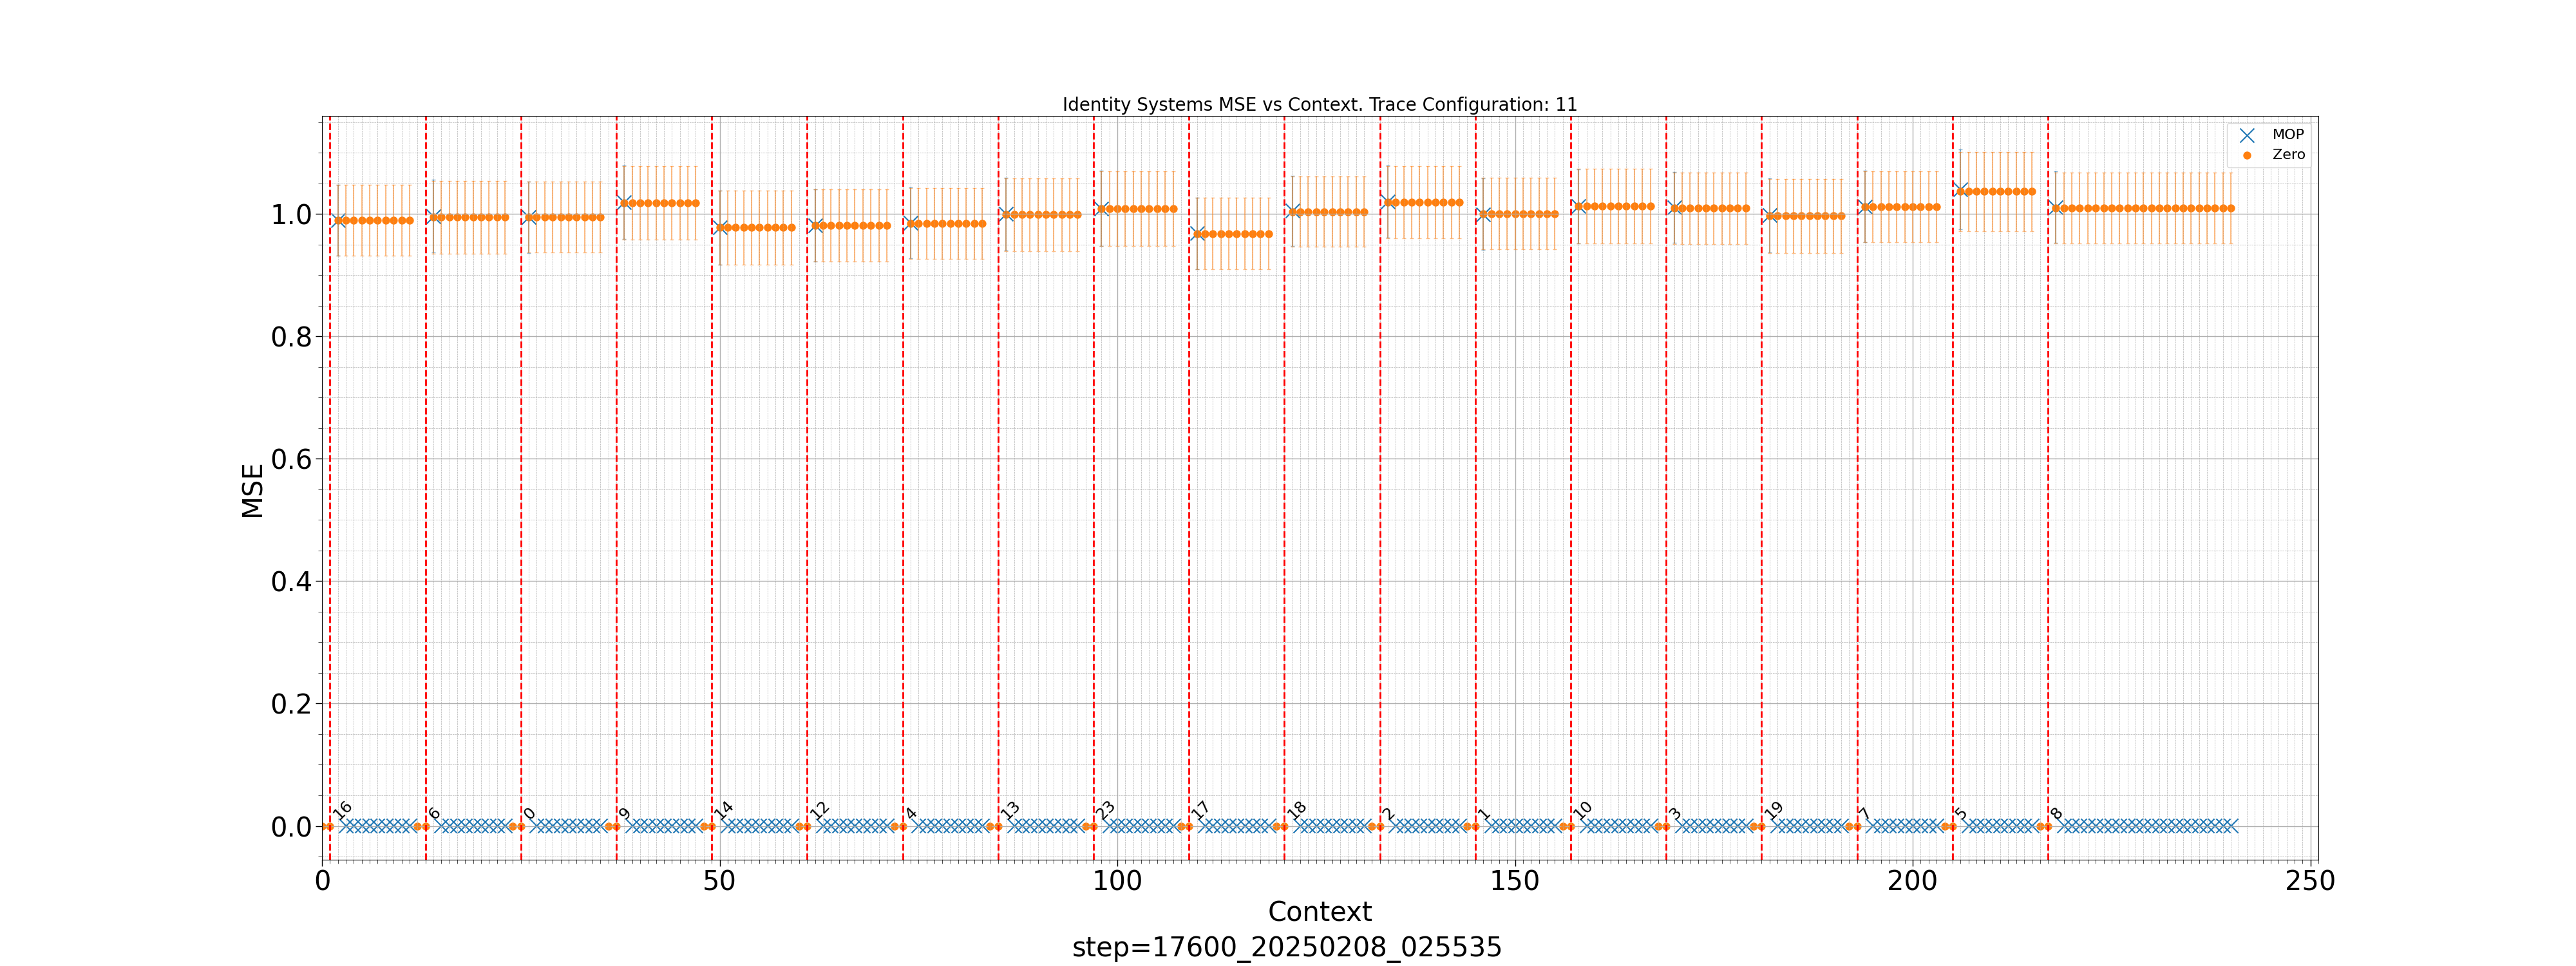 Identity Systems MSE vs Context. Trace Configuration: 11
MOP
Zero
MSE
1.0
0.8
0.6
0.4
0.2
0.0
16 6 0 9 14 12 4 13 23 17 18 2 1 10 3 19 7 5 8
0 50 100 150 200 250
Context
step=17600_20250208_025535